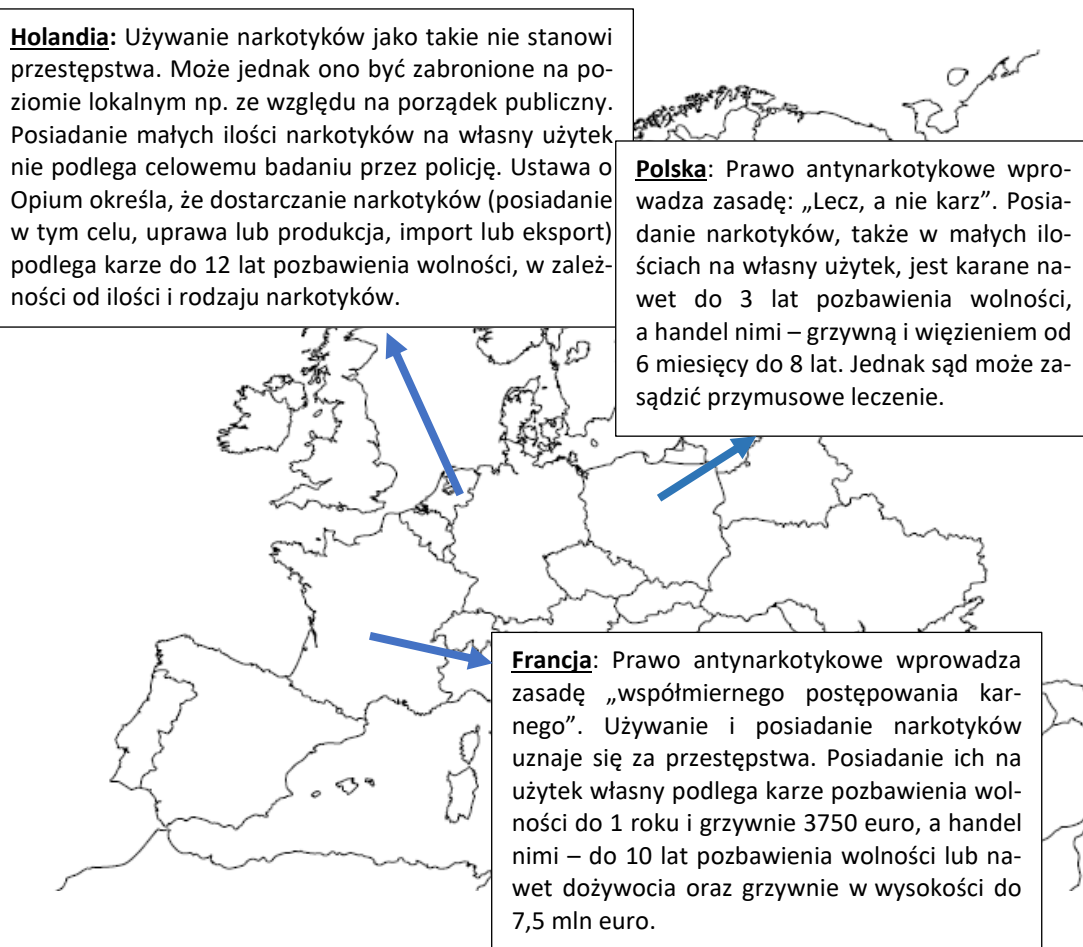 Holandia: Używanie narkotyków jako takie nie stanowi
przestępstwa. Może jednak ono być zabronione na po-
ziomie lokalnym np. ze względu na porządek publiczny.
Posiadanie małych ilości narkotyków na własny użytek
nie podlega celowemu badaniu przez policję. Ustawa o
Opium określa, że dostarczanie narkotyków (posiadanie
w tym celu, uprawa lub produkcja, import lub eksport)
podlega karze do 12 lat pozbawienia wolności, w zależ-
ności od ilości i rodzaju narkotyków.
Polska: Prawo antynarkotykowe wpro-
wadza zasadę: „Lecz, a nie karz”. Posia-
danie narkotyków, także w małych ilo-
ściach na własny użytek, jest karane na-
wet do 3 lat pozbawienia wolności,
a handel nimi – grzywną i więzieniem od
6 miesięcy do 8 lat. Jednak sąd może za-
sądzić przymusowe leczenie.
Francja: Prawo antynarkotykowe wprowadza
zasadę „współmiernego postępowania kar-
nego”. Używanie i posiadanie narkotyków
uznaje się za przestępstwa. Posiadanie ich na
użytek własny podlega karze pozbawienia wol-
ności do 1 roku i grzywnie 3750 euro, a handel
nimi – do 10 lat pozbawienia wolności lub na-
wet dożywocia oraz grzywnie w wysokości do
7,5 mln euro.